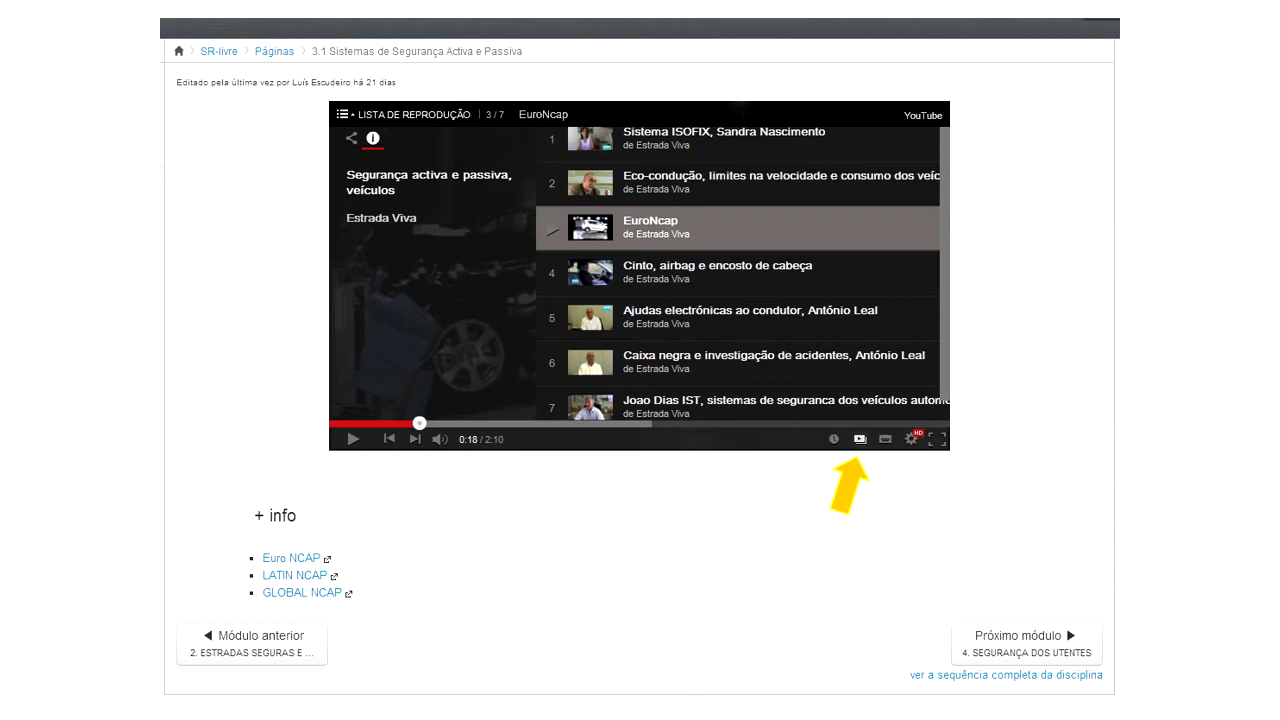 SR-livre > Páginas > 3.1 Sistemas de Segurança Activa e Passiva
Editado pela última vez por Luís Escudeiro há 21 dias
LISTA DE REPRODUÇÃO | 3 / 7 EuroNcap YouTube
Segurança activa e passiva,
veículos
Estrada Viva
1 Sistema ISOFIX, Sandra Nascimento
de Estrada Viva
2 Eco-condução, limites na velocidade e consumo dos veíc
de Estrada Viva
EuroNcap
de Estrada Viva
4 Cinto, airbag e encosto de cabeça
de Estrada Viva
5 Ajudas electrónicas ao condutor, António Leal
de Estrada Viva
6 Caixa negra e investigação de acidentes, António Leal
de Estrada Viva
7 Joao Dias IST, sistemas de seguranca dos veículos automo
de Estrada Viva
0:18 / 2:10 HD
+ info
Euro NCAP
LATIN NCAP
GLOBAL NCAP
Módulo anterior
2. ESTRADAS SEGURAS E ...
Próximo módulo
4. SEGURANÇA DOS UTENTES
ver a sequência completa da disciplina